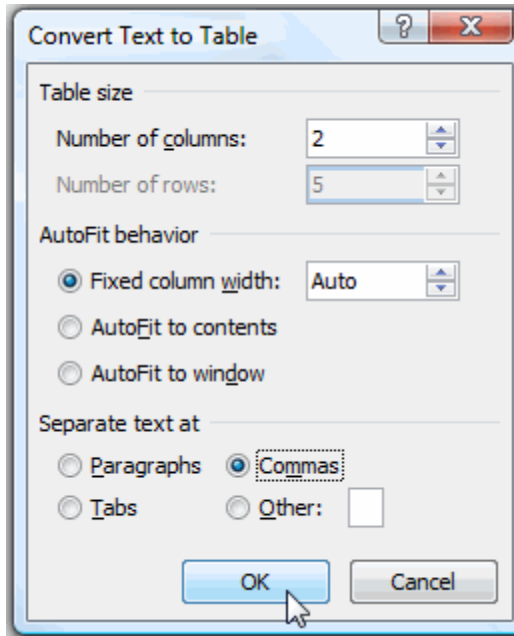 Convert Text to Table
Table size
Number of columns: 2
Number of rows: 5
AutoFit behavior
Fixed column width: Auto
AutoFit to contents
AutoFit to window
Separate text at
Paragraphs Commas
Tabs Other:
OK Cancel